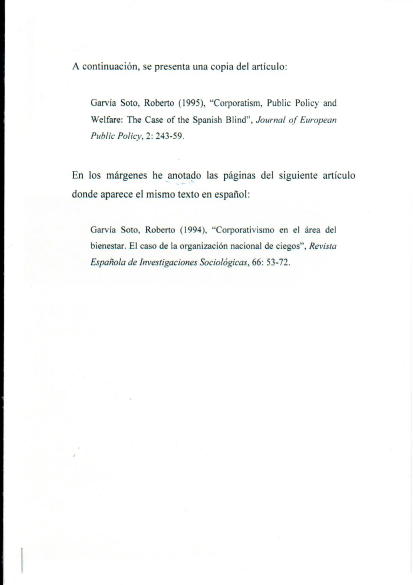 A continuación, se presenta una copia del artículo:
Garvía Soto, Roberto (1995), “Corporatism, Public Policy and
Welfare: The Case of the Spanish Blind”, Journal of European
Public Policy, 2: 243-59.
En los márgenes he anotado las páginas del siguiente artículo
donde aparece el mismo texto en español:
Garvía Soto, Roberto (1994), “Corporativismo en el área del
bienestar. El caso de la organización nacional de ciegos”, Revista
Española de Investigaciones Sociológicas, 66: 53-72.